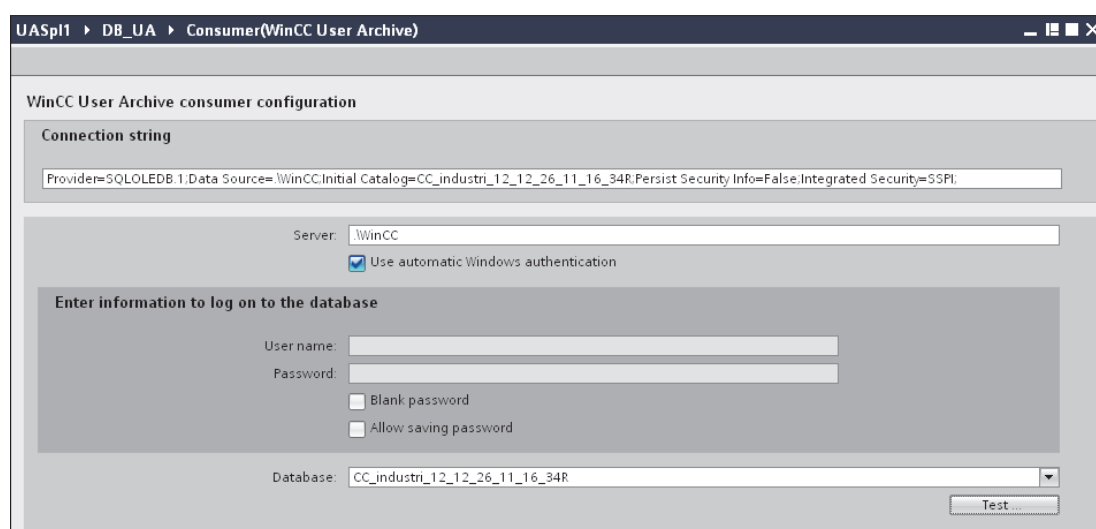 UASpl1 ▸ DB_UA ▸ Consumer(WinCC User Archive)
WinCC User Archive consumer configuration
Connection string
Provider=SQLOLEDB.1;Data Source=.\WinCC;Initial Catalog=CC_industri_12_12_26_11_16_34R;Persist Security Info=False;Integrated Security=SSPI;
Server: .\WinCC
Use automatic Windows authentication
Enter information to log on to the database
User name:
Password:
Blank password
Allow saving password
Database: CC_industri_12_12_26_11_16_34R
Test ...